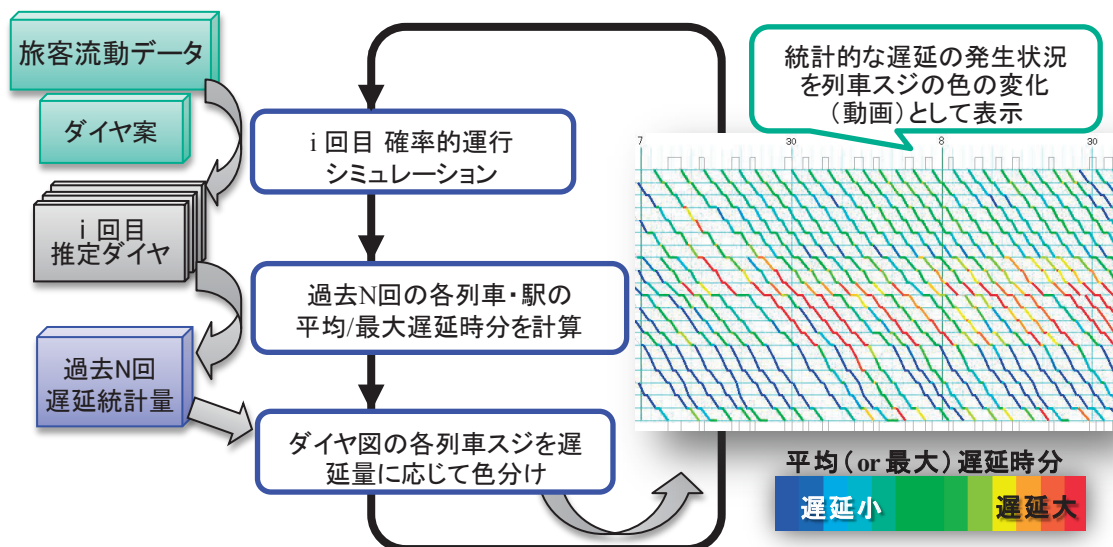 旅客流動データ
ダイヤ案
i 回目
推定ダイヤ
過去N回
遅延統計量
i 回目 確率的運行
シミュレーション
過去N回の各列車・駅の
平均/最大遅延時分を計算
ダイヤ図の各列車スジを遅
延量に応じて色分け
統計的な遅延の発生状況
を列車スジの色の変化
（動画）として表示
7 30 8 30
平均（or 最大）遅延時分
遅延小 遅延大